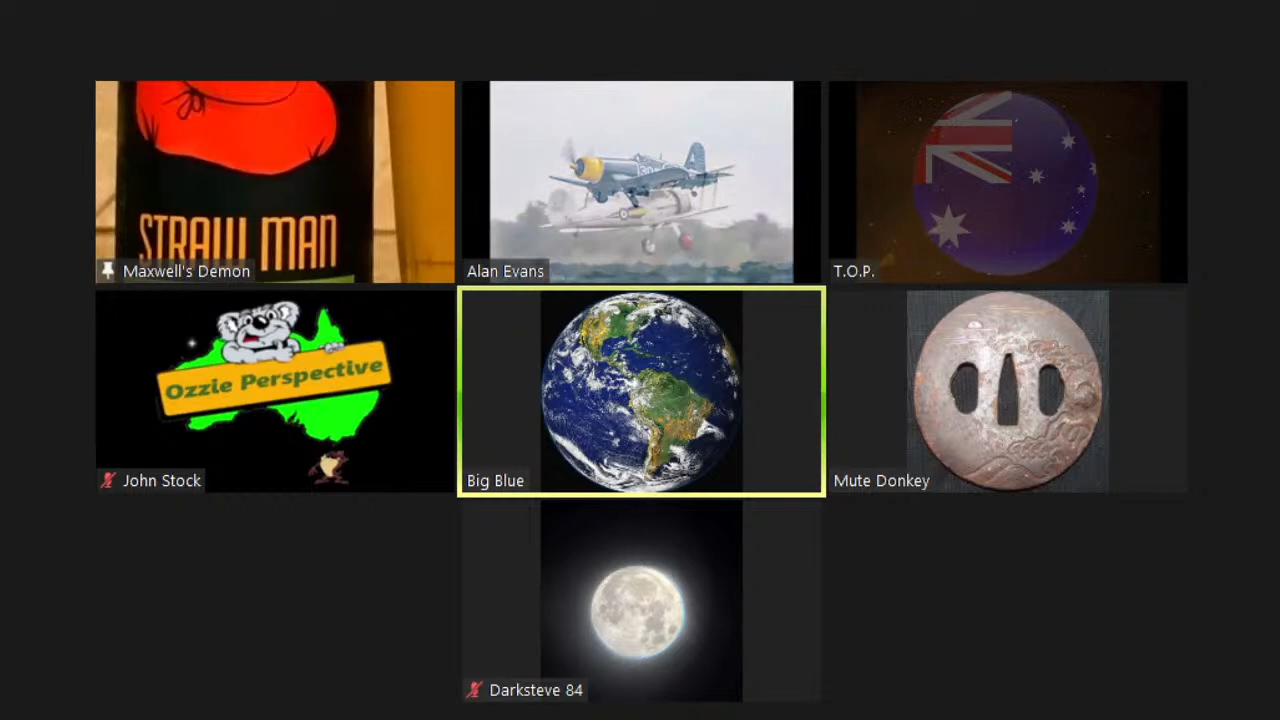 STRAW MAN
Maxwell's Demon
Alan Evans
T.O.P.
Ozzie Perspective
John Stock
Big Blue
Mute Donkey
Darksteve 84